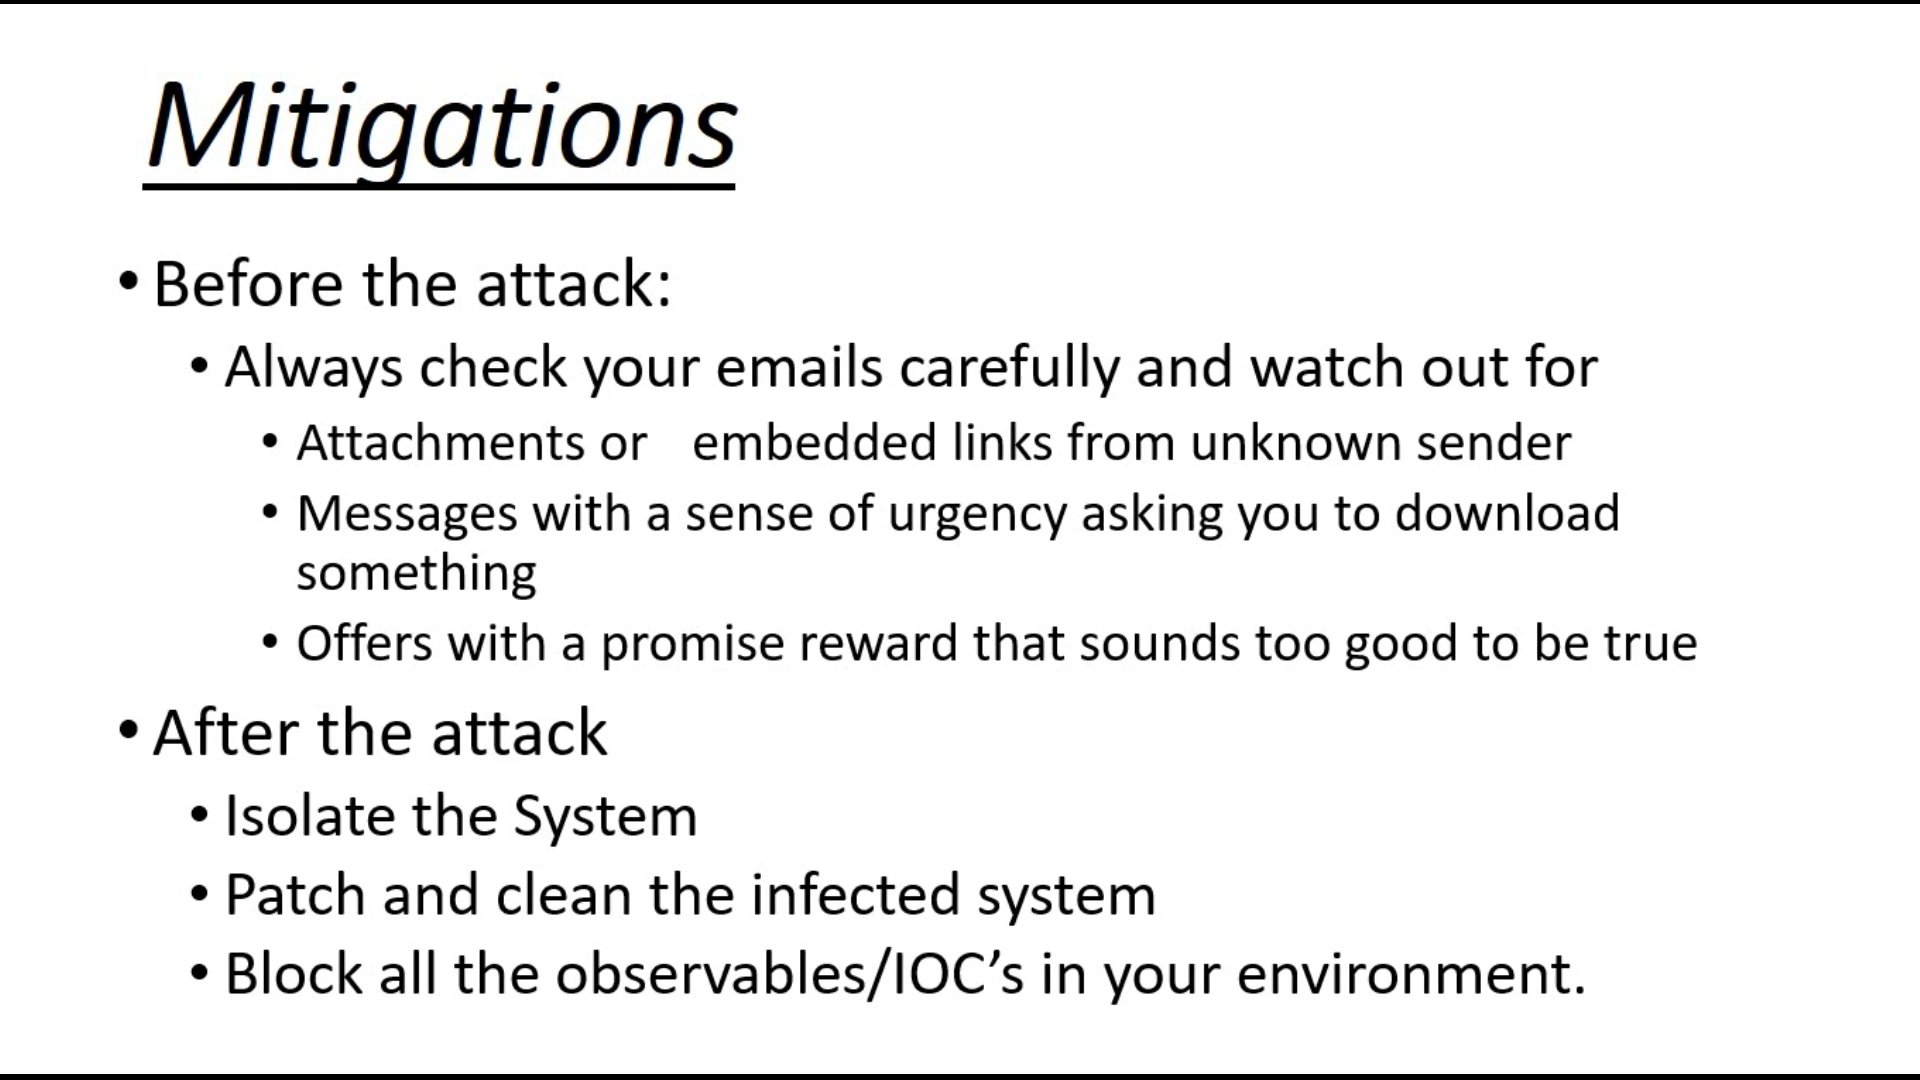 Mitigations
• Before the attack:
• Always check your emails carefully and watch out for
• Attachments or embedded links from unknown sender
• Messages with a sense of urgency asking you to download
something
• Offers with a promise reward that sounds too good to be true
• After the attack
• Isolate the System
• Patch and clean the infected system
• Block all the observables/IOC’s in your environment.